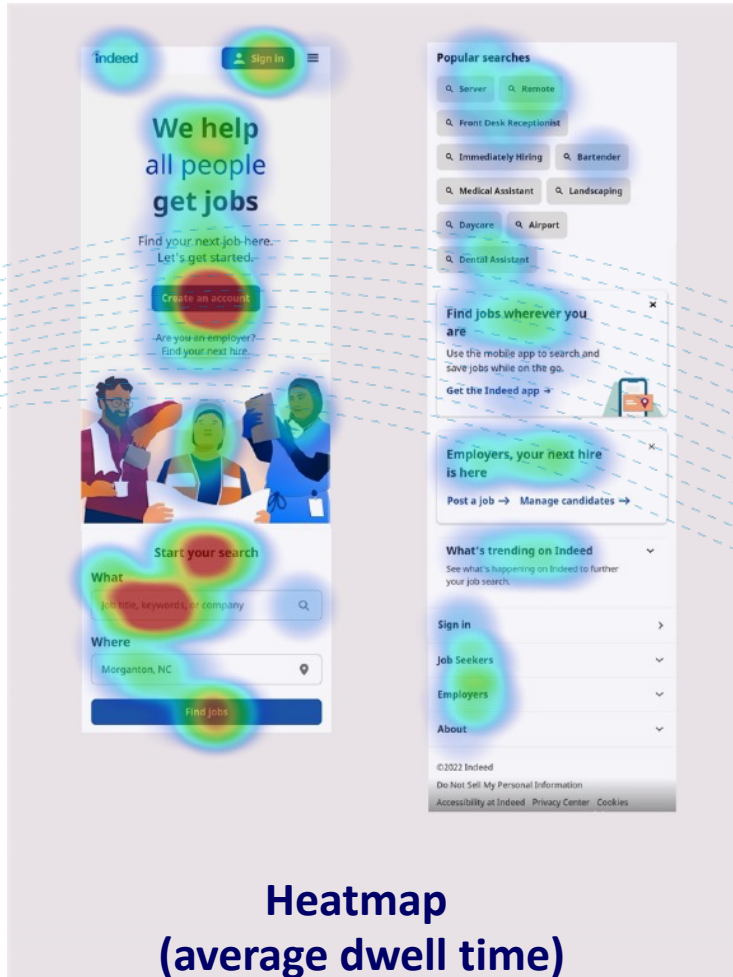 indeed
Sign in
We help
all people
get jobs
Find your next job here.
Let's get started.
Create an account
Are you an employer?
Find your next hire.
Start your search
What
Job title, keywords, or company
Where
Morganton, NC
Find jobs
Popular searches
Server
Remote
Front Desk Receptionist
Immediately Hiring
Bartender
Medical Assistant
Landscaping
Daycare
Airport
Dental Assistant
Find jobs wherever you
are
Use the mobile app to search and
save jobs while on the go.
Get the Indeed app →
Employers, your next hire
is here
Post a job → Manage candidates →
What's trending on Indeed
See what's happening on Indeed to further
your job search.
Sign in
Job Seekers
Employers
About
©2022 Indeed
Do Not Sell My Personal Information
Accessibility at Indeed Privacy Center Cookies
Heatmap
(average dwell time)